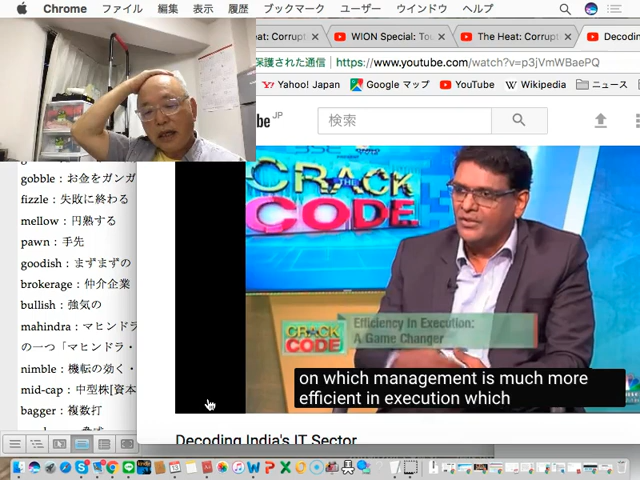 Chrome ファイル 編集 表示 履歴 ブックマーク ユーザー ウインドウ ヘルプ
eat: Corrupt × WION Special: Tou × The Heat: Corrupt × Decoding
保護された通信 | https://www.youtube.com/watch?v=p3jVmWBaePQ
Yahoo! Japan Google マップ YouTube Wikipedia ニュース
be JP
検索
gobble：お金をガンガ
fizzle：失敗に終わる
mellow：円熟する
pawn：手先
goodish：まずまずの
brokerage：仲介企業
bullish：強気の
mahindra：マヒンドラ
の一つ「マヒンドラ・
nimble：機転の効く・
mid-cap：中型株[資本
bagger：複数打
CRACK
THE
CODE
CRACK
THE
CODE
Efficiency In Execution:
A Game Changer
on which management is much more
efficient in execution which
Decoding India's IT Sector